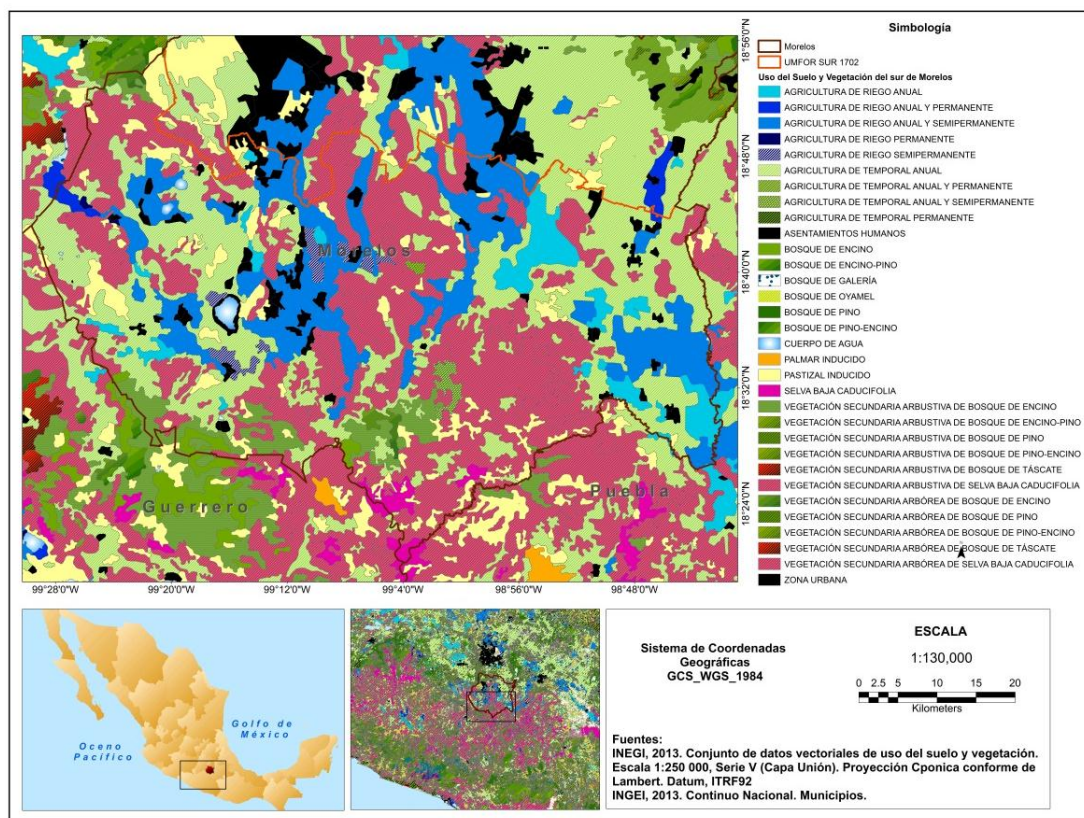 Simbología
Morelos
UMFOR SUR 1702
Uso del Suelo y Vegetación del sur de Morelos
AGRICULTURA DE RIEGO ANUAL
AGRICULTURA DE RIEGO ANUAL Y PERMANENTE
AGRICULTURA DE RIEGO ANUAL Y SEMIPERMANENTE
AGRICULTURA DE RIEGO PERMANENTE
AGRICULTURA DE RIEGO SEMIPERMANENTE
AGRICULTURA DE TEMPORAL ANUAL
AGRICULTURA DE TEMPORAL ANUAL Y PERMANENTE
AGRICULTURA DE TEMPORAL ANUAL Y SEMIPERMANENTE
AGRICULTURA DE TEMPORAL PERMANENTE
ASENTAMIENTOS HUMANOS
BOSQUE DE ENCINO
BOSQUE DE ENCINO-PINO
BOSQUE DE GALERÍA
BOSQUE DE OYAMEL
BOSQUE DE PINO
BOSQUE DE PINO-ENCINO
CUERPO DE AGUA
PALMAR INDUCIDO
PASTIZAL INDUCIDO
SELVA BAJA CADUCIFOLIA
VEGETACIÓN SECUNDARIA ARBUSTIVA DE BOSQUE DE ENCINO
VEGETACIÓN SECUNDARIA ARBUSTIVA DE BOSQUE DE ENCINO-PINO
VEGETACIÓN SECUNDARIA ARBUSTIVA DE BOSQUE DE PINO
VEGETACIÓN SECUNDARIA ARBUSTIVA DE BOSQUE DE PINO-ENCINO
VEGETACIÓN SECUNDARIA ARBUSTIVA DE BOSQUE DE TÁSCATE
VEGETACIÓN SECUNDARIA ARBUSTIVA DE SELVA BAJA CADUCIFOLIA
VEGETACIÓN SECUNDARIA ARBÓREA DE BOSQUE DE ENCINO
VEGETACIÓN SECUNDARIA ARBÓREA DE BOSQUE DE PINO
VEGETACIÓN SECUNDARIA ARBÓREA DE BOSQUE DE PINO-ENCINO
VEGETACIÓN SECUNDARIA ARBÓREA DE BOSQUE DE TÁSCATE
VEGETACIÓN SECUNDARIA ARBÓREA DE SELVA BAJA CADUCIFOLIA
ZONA URBANA
Morelos
Guerrero
Puebla
18°56'0"N
18°48'0"N
18°40'0"N
18°32'0"N
18°24'0"N
99°28'0"W
99°20'0"W
99°12'0"W
99°4'0"W
98°56'0"W
98°48'0"W
Golfo de
México
Oceno
Pacífico
Sistema de Coordenadas
Geográficas
GCS_WGS_1984
ESCALA
1:130,000
0 2.5 5 10 15 20
Kilometers
Fuentes:
INEGI, 2013. Conjunto de datos vectoriales de uso del suelo y vegetación.
Escala 1:250 000, Serie V (Capa Unión). Proyección Cponica conforme de
Lambert. Datum, ITRF92
INGEI, 2013. Continuo Nacional. Municipios.